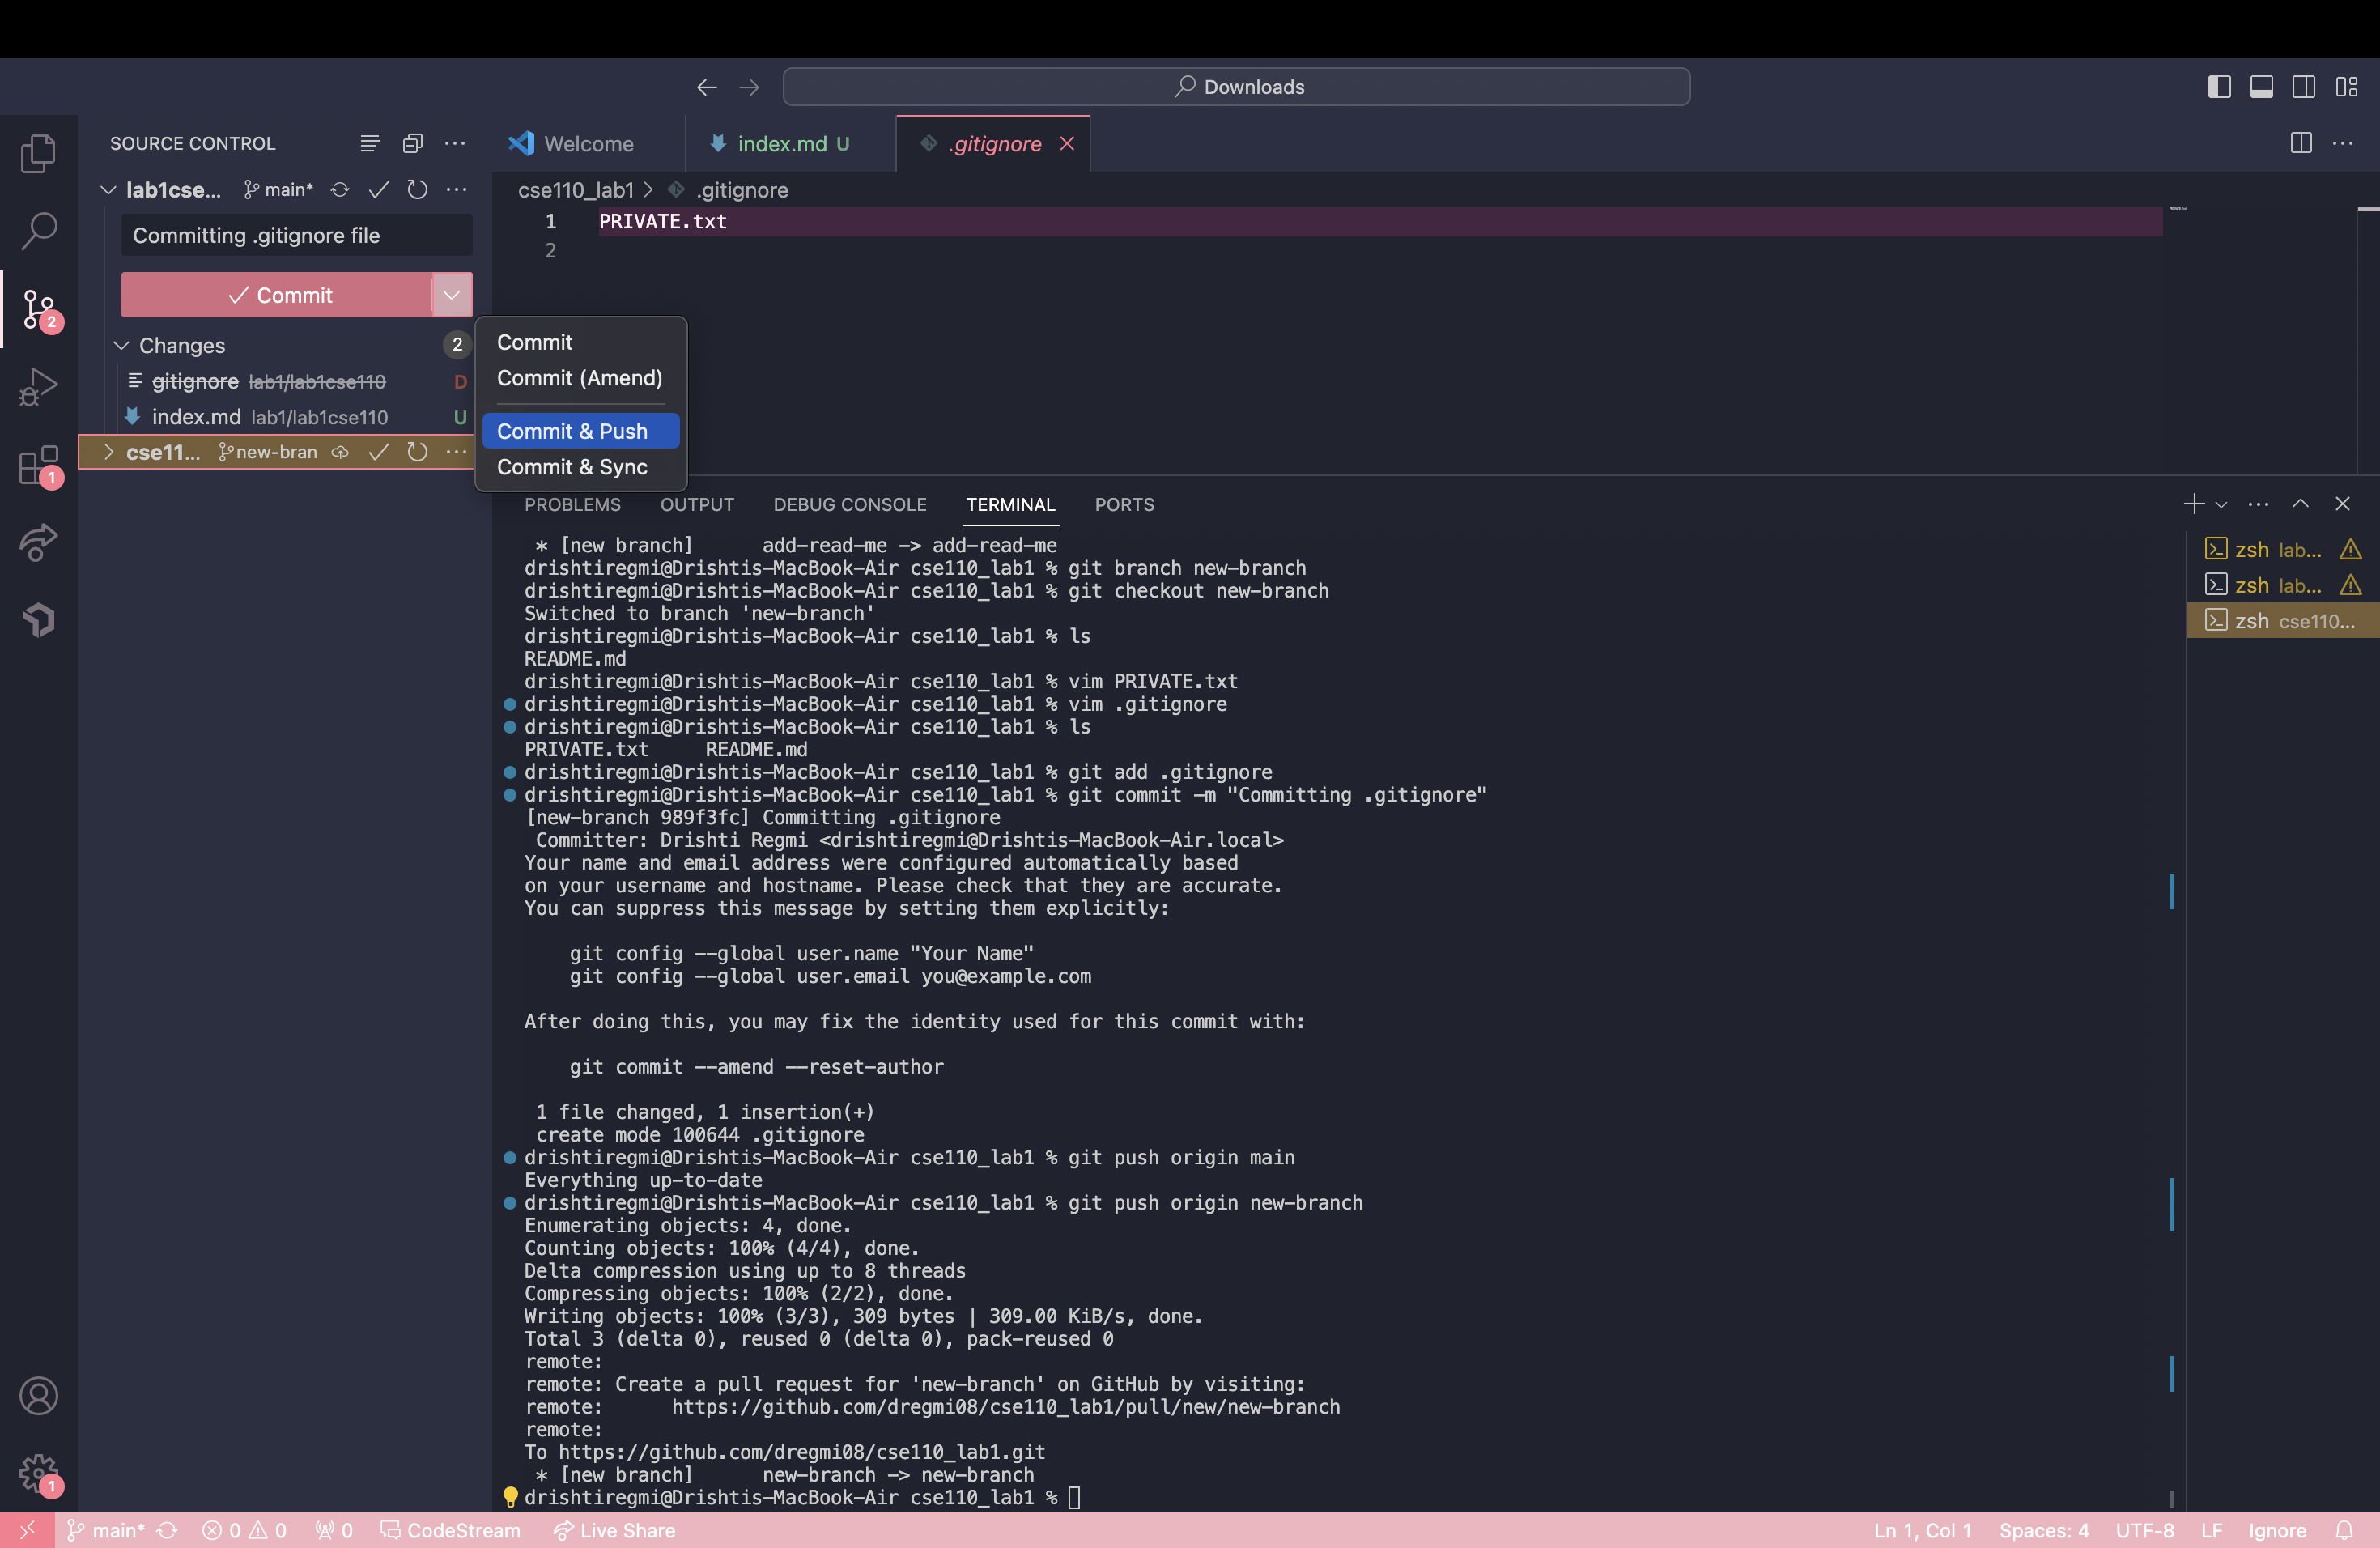 Downloads
SOURCE CONTROL
Welcome
index.md U
.gitignore
lab1cse... main*
cse110_lab1 > .gitignore
1 PRIVATE.txt
2
Committing .gitignore file
Commit
Changes 2
gitignore lab1/lab1cse110 D
index.md lab1/lab1cse110 U
cse11... new-bran
Commit
Commit (Amend)
Commit & Push
Commit & Sync
2
1
PROBLEMS OUTPUT DEBUG CONSOLE TERMINAL PORTS
zsh lab...
zsh lab...
zsh cse110...
* [new branch] add-read-me -> add-read-me
drishtiregmi@Drishtis-MacBook-Air cse110_lab1 % git branch new-branch
drishtiregmi@Drishtis-MacBook-Air cse110_lab1 % git checkout new-branch
Switched to branch 'new-branch'
drishtiregmi@Drishtis-MacBook-Air cse110_lab1 % ls
README.md
drishtiregmi@Drishtis-MacBook-Air cse110_lab1 % vim PRIVATE.txt
drishtiregmi@Drishtis-MacBook-Air cse110_lab1 % vim .gitignore
drishtiregmi@Drishtis-MacBook-Air cse110_lab1 % ls
PRIVATE.txt README.md
drishtiregmi@Drishtis-MacBook-Air cse110_lab1 % git add .gitignore
drishtiregmi@Drishtis-MacBook-Air cse110_lab1 % git commit -m "Committing .gitignore"
[new-branch 989f3fc] Committing .gitignore
Committer: Drishti Regmi <drishtiregmi@Drishtis-MacBook-Air.local>
Your name and email address were configured automatically based
on your username and hostname. Please check that they are accurate.
You can suppress this message by setting them explicitly:
git config --global user.name "Your Name"
git config --global user.email you@example.com
After doing this, you may fix the identity used for this commit with:
git commit --amend --reset-author
1 file changed, 1 insertion(+)
create mode 100644 .gitignore
drishtiregmi@Drishtis-MacBook-Air cse110_lab1 % git push origin main
Everything up-to-date
drishtiregmi@Drishtis-MacBook-Air cse110_lab1 % git push origin new-branch
Enumerating objects: 4, done.
Counting objects: 100% (4/4), done.
Delta compression using up to 8 threads
Compressing objects: 100% (2/2), done.
Writing objects: 100% (3/3), 309 bytes | 309.00 KiB/s, done.
Total 3 (delta 0), reused 0 (delta 0), pack-reused 0
remote:
remote: Create a pull request for 'new-branch' on GitHub by visiting:
remote: https://github.com/dregmi08/cse110_lab1/pull/new/new-branch
remote:
To https://github.com/dregmi08/cse110_lab1.git
* [new branch] new-branch -> new-branch
drishtiregmi@Drishtis-MacBook-Air cse110_lab1 %
1
main* 0 0 0 CodeStream Live Share Ln 1, Col 1 Spaces: 4 UTF-8 LF Ignore